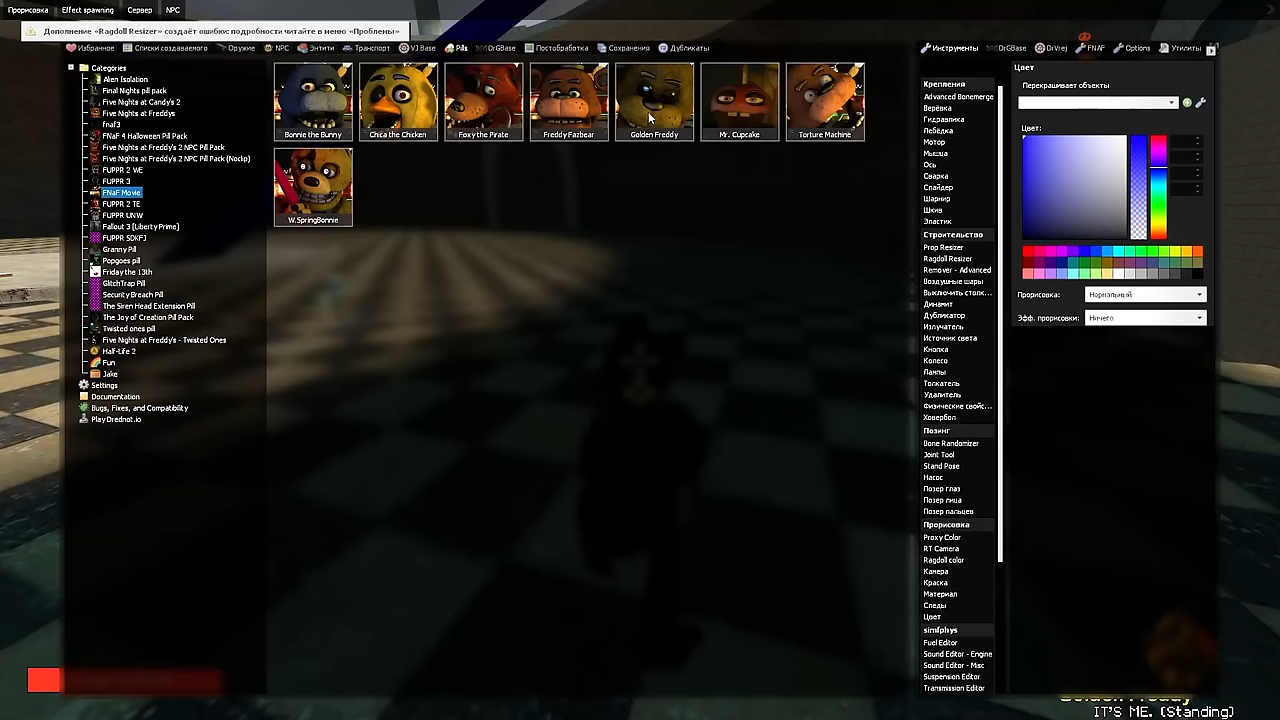 Прорисовка Effect spawning Сервер NPC
Дополнение «Ragdoll Resizer» создаёт ошибки: подробности читайте в меню «Проблемы»
Избранное Списки создаваемого Оружие NPC Энтити Транспорт VJ Base Pills DrGBase Постобработка Сохранения Дубликаты
Categories
Alen Isolation
Final Nights pill pack
Five Nights at Candy's 2
Five Nights at Freddys
fnaf3
FNAF 4 Halloween Pill Pack
Five Nights at Freddy's 2 NPC Pill Pack
Five Nights at Freddy's 2 NPC Pill Pack (Noclip)
FUPPR 2 WE
FUPPR 3
FNaF Movie
FUPPR 2 TE
FUPPR UNW
Fallout 3 [Liberty Prime]
FUPPR SDKFJ
Granny Pill
Popgoes pill
Friday the 13th
GlitchTrap Pill
Security Breach Pill
The Siren Head Extension Pill
The Joy of Creation Pill Pack
Twisted ones pill
Five Nights at Freddy's - Twisted Ones
Half-Life 2
Fun
Jake
Settings
Documentation
Bugs, Fixes, and Compatibility
Play Drednot.io
Bonnie the Bunny Chica the Chicken Foxy the Pirate Freddy Fazbear Golden Freddy Mr. Cupcake Torture Machine
W.SpringBonnie
Инструменты DrGBase DrVrej FNAF Options Утилиты
Крепления
Advanced Bonemerge
Верёвка
Гидравлика
Лебёдка
Мотор
Мышца
Ось
Сварка
Слайдер
Шарнир
Шкив
Эластик
Строительство
Prop Resizer
Ragdoll Resizer
Remover - Advanced
Воздушные шары
Выключить столк...
Динамит
Дубликатор
Излучатель
Источник света
Кнопка
Колесо
Лампы
Толкатель
Удалитель
Физические свойс...
Ховербол
Позинг
Bone Randomizer
Joint Tool
Stand Pose
Насос
Позер глаз
Позер лица
Позер пальцев
Прорисовка
Proxy Color
RT Camera
Ragdoll color
Камера
Краска
Материал
Следы
Цвет
simfphys
Fuel Editor
Sound Editor - Engine
Sound Editor - Misc
Suspension Editor
Transmission Editor
Цвет
Перекрашивает объекты
Цвет:
Прорисовка: Нормальный
Эфф. прорисовки: Ничего
Golden Freddy
IT'S ME. (Standing)